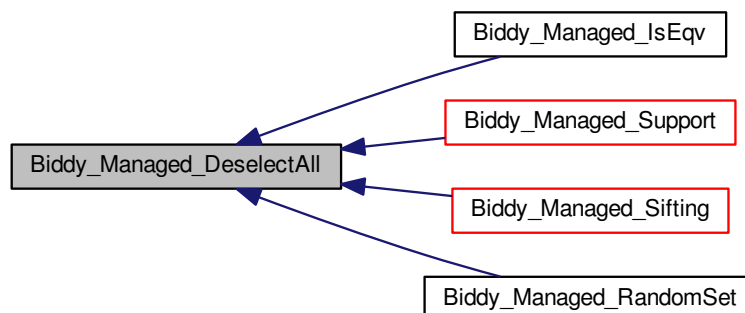 Biddy_Managed_IsEqv
Biddy_Managed_Support
Biddy_Managed_DeselectAll
Biddy_Managed_Sifting
Biddy_Managed_RandomSet